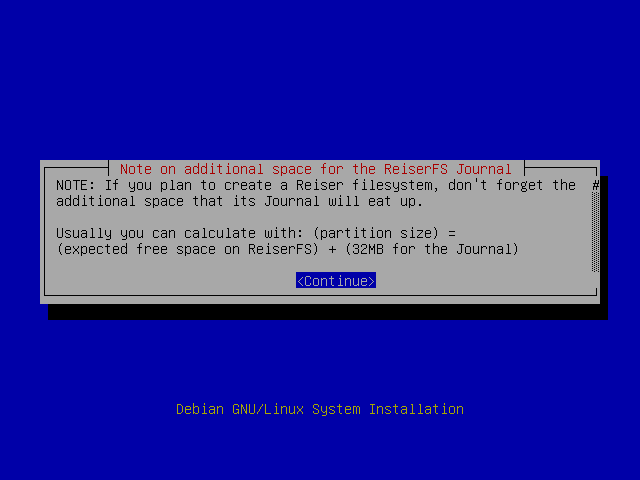 Note on additional space for the ReiserFS Journal
NOTE: If you plan to create a Reiser filesystem, don't forget the #
additional space that its Journal will eat up.
Usually you can calculate with: (partition size) =
(expected free space on ReiserFS) + (32MB for the Journal)
<Continue>
Debian GNU/Linux System Installation